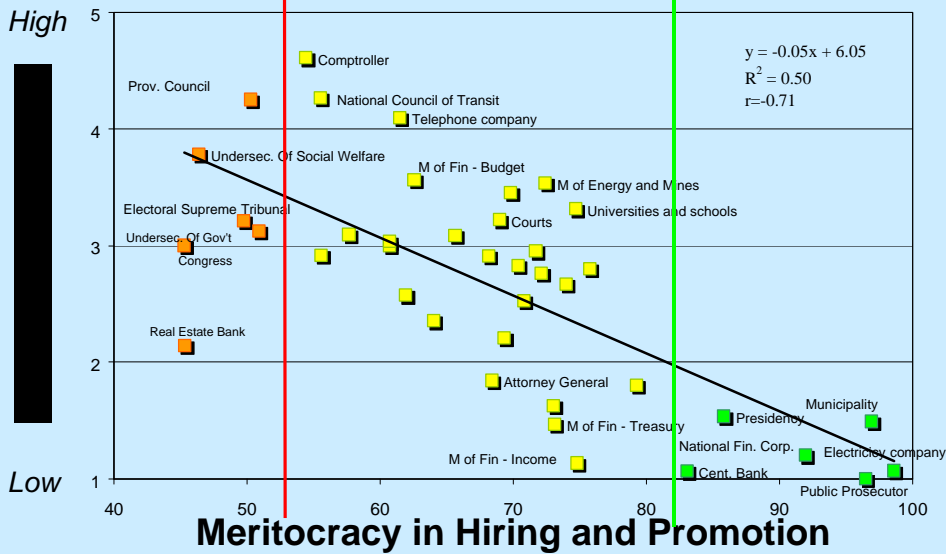 High
5
Comptroller
y = -0.05x + 6.05
R2 = 0.50
r=-0.71
Prov. Council
National Council of Transit
Telephone company
4
Undersec. Of Social Welfare
M of Fin - Budget
M of Energy and Mines
Electoral Supreme Tribunal
Courts
Universities and schools
Undersec. Of Gov't
3
Congress
Real Estate Bank
2
Attorney General
Municipality
Presidency
M of Fin - Treasury
National Fin. Corp.
Electricicy company
M of Fin - Income
Cent. Bank
Low
1
Public Prosecutor
40 50 60 70 80 90 100
Meritocracy in Hiring and Promotion